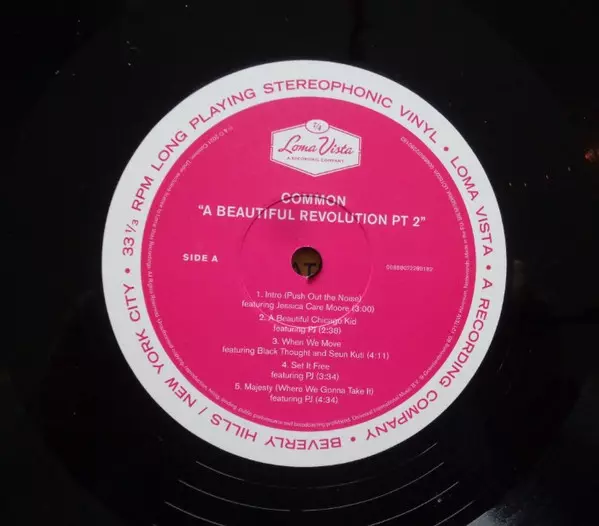 33 1/3 RPM LONG PLAYING STEREOPHONIC VINYL • LOMA VISTA • A RECORDING COMPANY • BEVERLY HILLS / NEW YORK CITY •
Loma Vista
A RECORDING COMPANY
COMMON
"A BEAUTIFUL REVOLUTION PT 2"
SIDE A
1. Intro (Push Out the Noise)
featuring Jessica Care Moore (3:00)
2. A Beautiful Chicago Kid
featuring PJ (2:38)
3. When We Move
featuring Black Thought and Seun Kuti (4:11)
4. Set It Free
featuring PJ (3:34)
5. Majesty (Where We Gonna Take It)
featuring PJ (4:34)